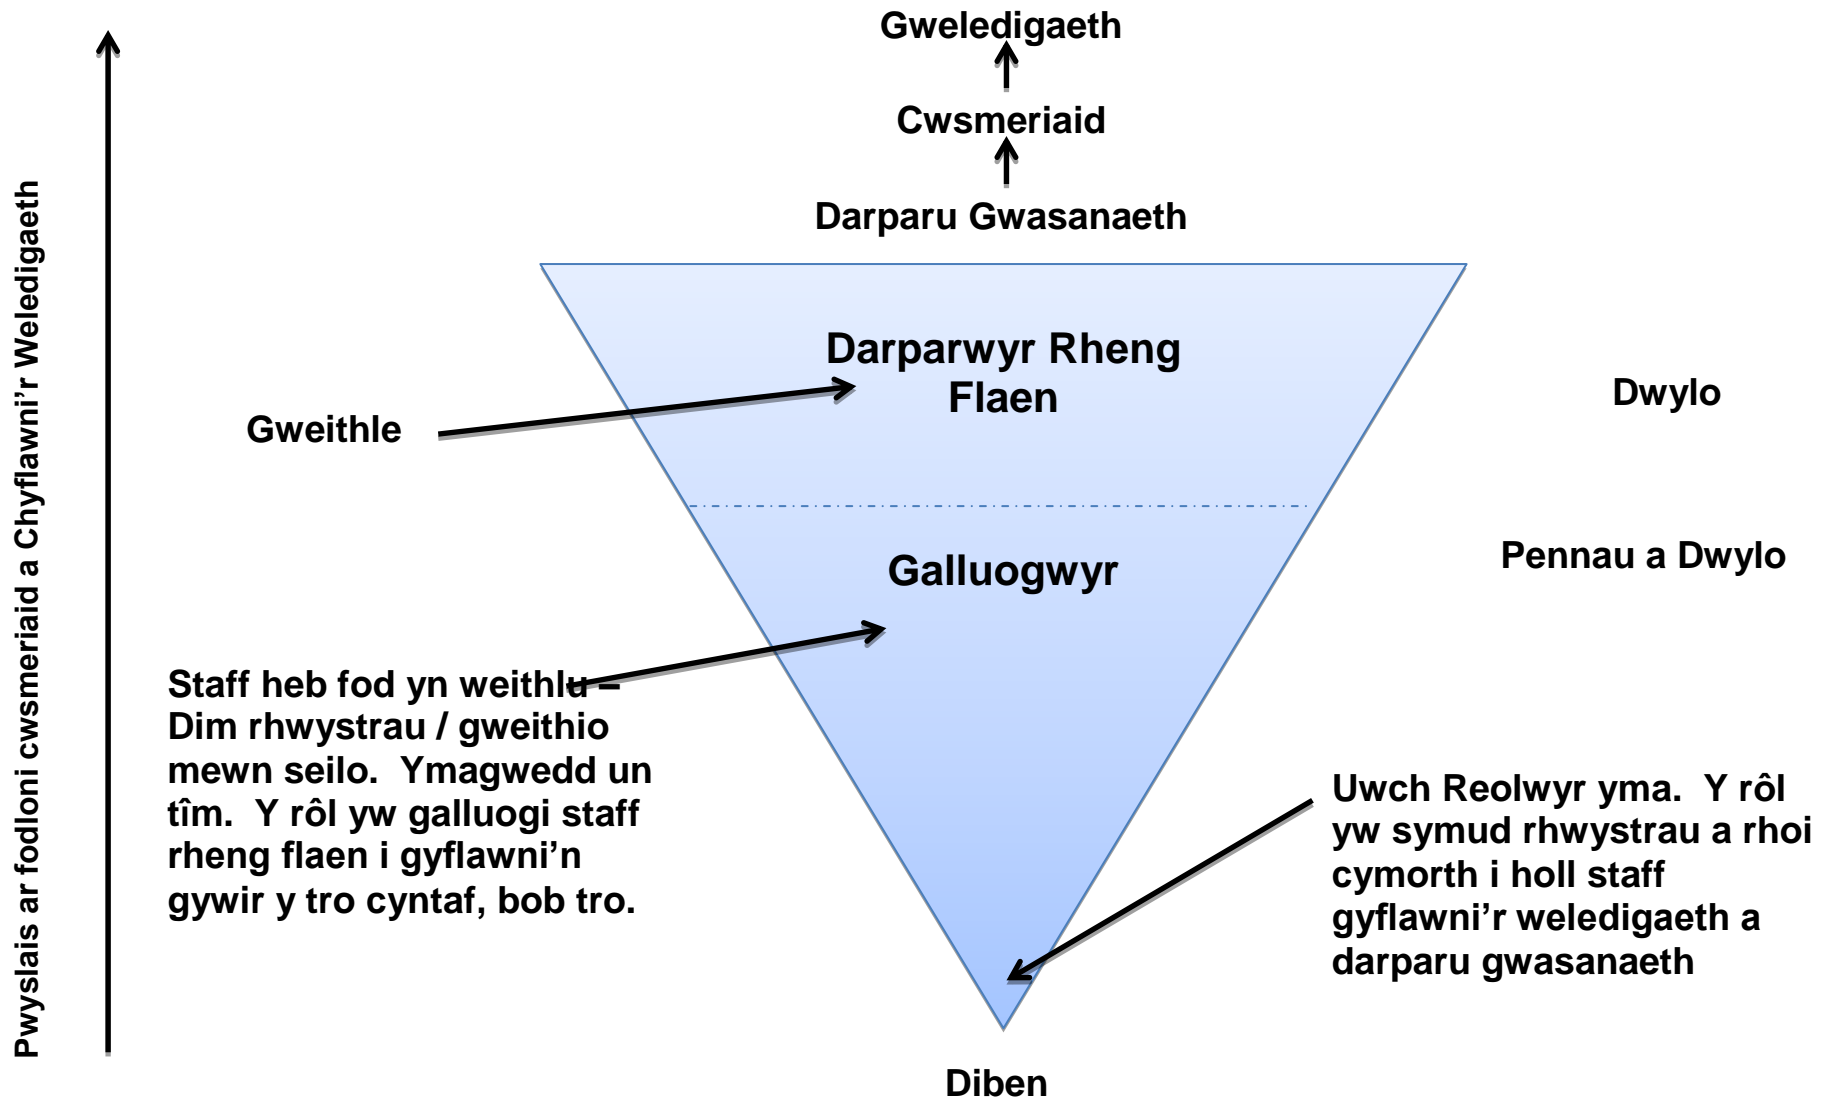 Gweledigaeth
Cwsmeriaid
Darparu Gwasanaeth
Pwyslais ar fodloni cwsmeriaid a Chyflawni’r Weledigaeth
Darparwyr Rheng
Flaen
Gweithle
Dwylo
Galluogwyr
Pennau a Dwylo
Staff heb fod yn weithlu –
Dim rhwystrau / gweithio
mewn seilo. Ymagwedd un
tîm. Y rôl yw galluogi staff
rheng flaen i gyflawni’n
gywir y tro cyntaf, bob tro.
Uwch Reolwyr yma. Y rôl
yw symud rhwystrau a rhoi
cymorth i holl staff
gyflawni’r weledigaeth a
darparu gwasanaeth
Diben